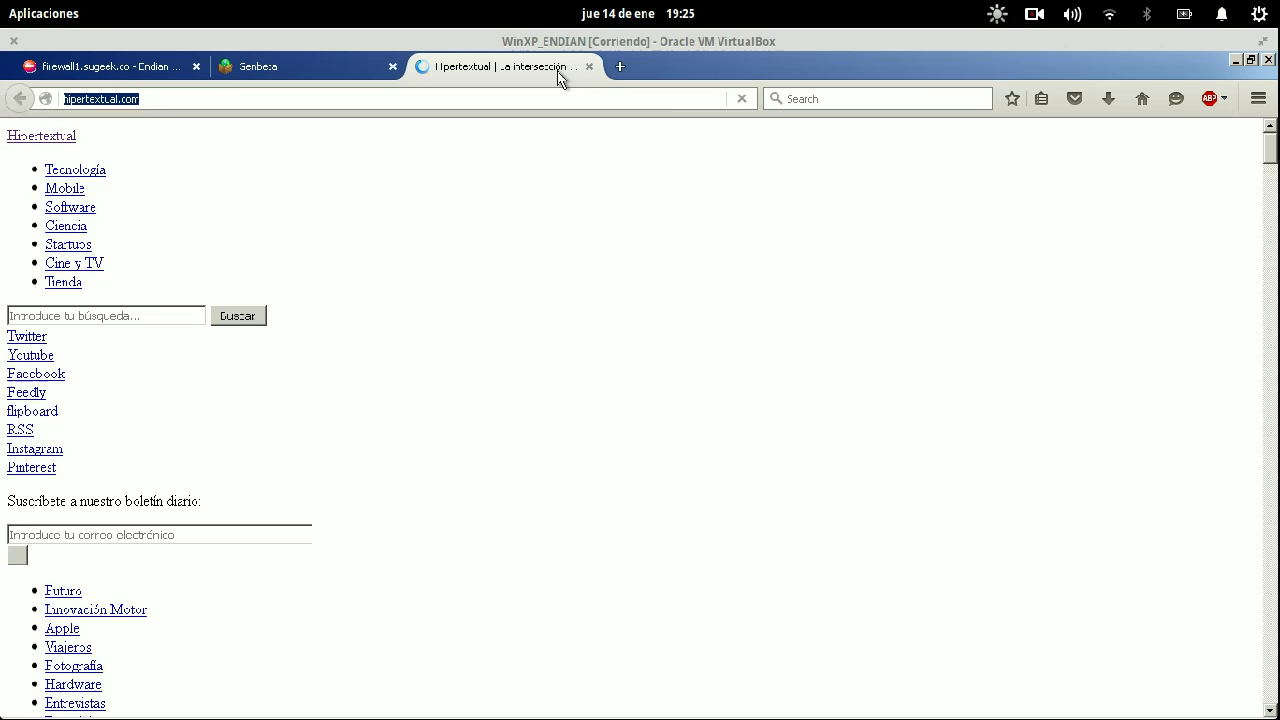 Aplicaciones
jue 14 de ene 19:25
WinXP_ENDIAN [Corriendo] - Oracle VM VirtualBox
firewall1.sugeek.co - Endian ...
Genbeta
Hipertextual | La intersección ...
hipertextual.com
Search
ABP
Hipertextual
Tecnología
Mobile
Software
Ciencia
Startups
Cine y TV
Tienda
Introduce tu búsqueda...
Buscar
Twitter
Youtube
Facebook
Feedly
flipboard
RSS
Instagram
Pinterest
Suscríbete a nuestro boletín diario:
Introduce tu correo electrónico
Futuro
Innovación Motor
Apple
Viajeros
Fotografía
Hardware
Entrevistas